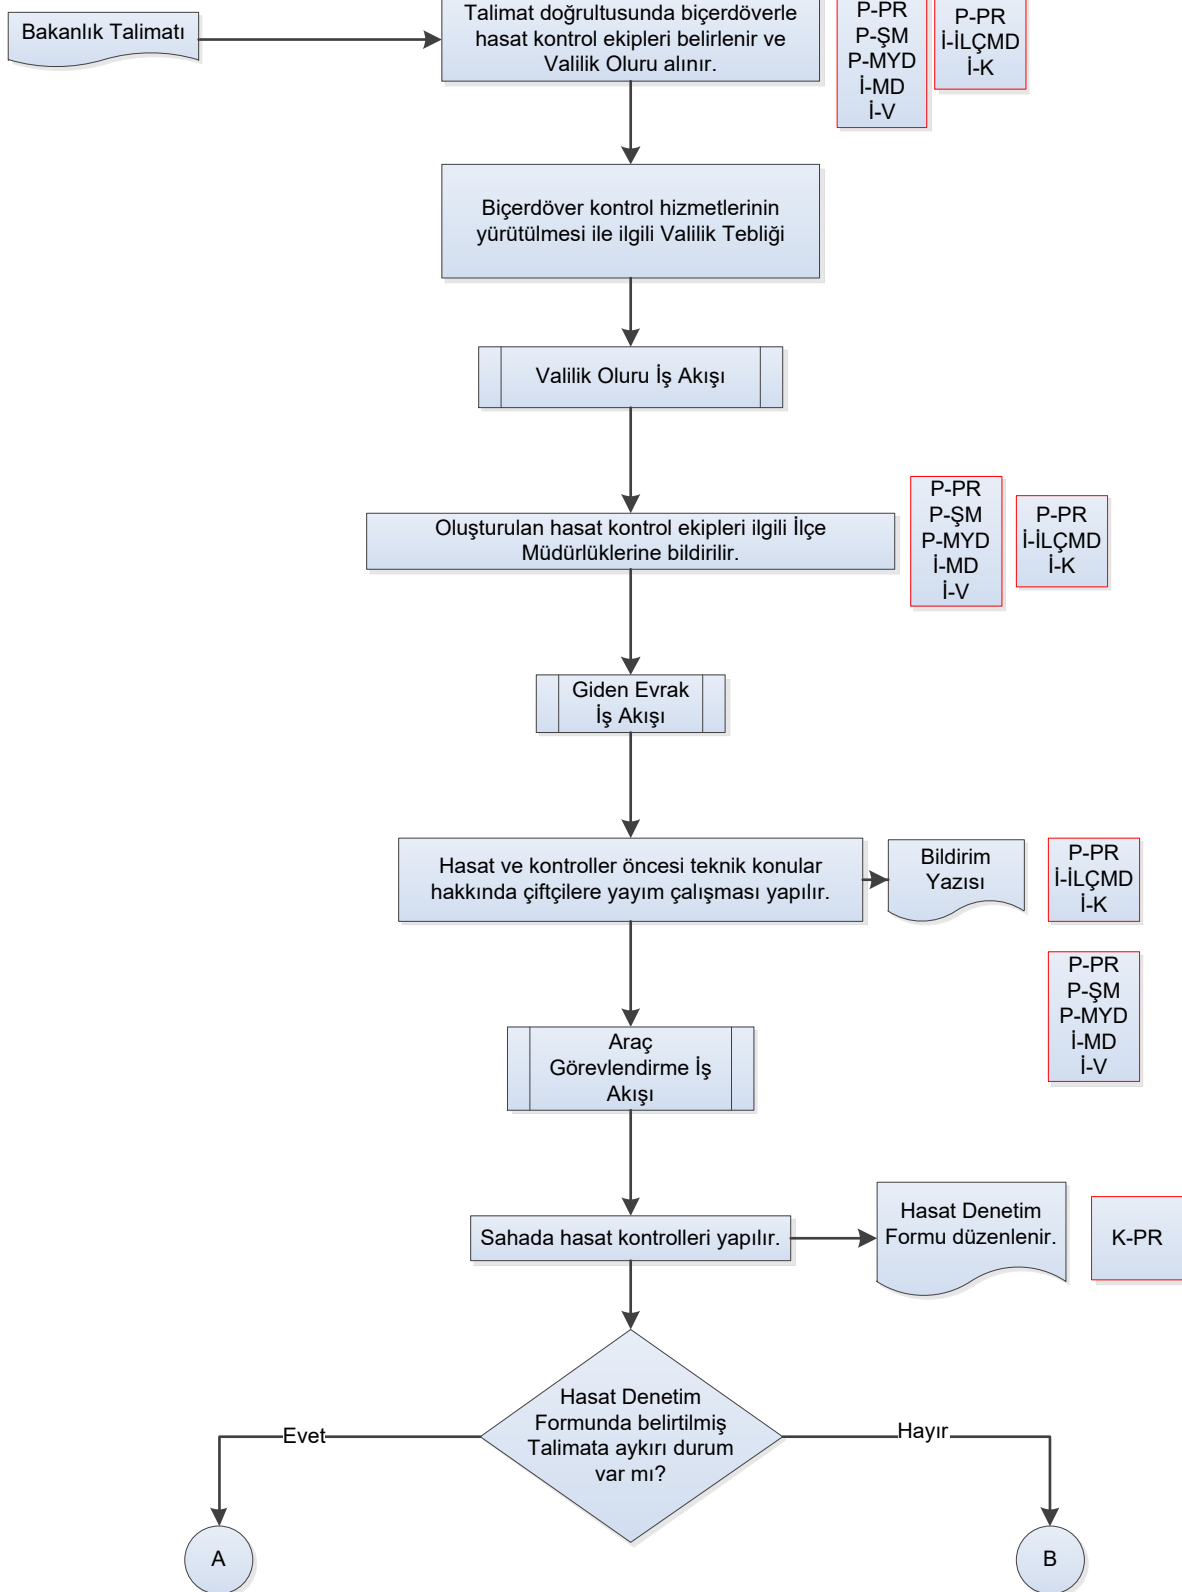 Bakanlık Talimatı
Talimat doğrultusunda biçerdöverle
hasat kontrol ekipleri belirlenir ve
Valilik Oluru alınır.
P-PR
P-ŞM
P-MYD
İ-MD
İ-V
P-PR
İ-İLÇMD
İ-K
Biçerdöver kontrol hizmetlerinin
yürütülmesi ile ilgili Valilik Tebliği
Valilik Oluru İş Akışı
Oluşturulan hasat kontrol ekipleri ilgili İlçe
Müdürlüklerine bildirilir.
P-PR
P-ŞM
P-MYD
İ-MD
İ-V
P-PR
İ-İLÇMD
İ-K
Giden Evrak
İş Akışı
Hasat ve kontroller öncesi teknik konular
hakkında çiftçilere yayım çalışması yapılır.
Bildirim
Yazısı
P-PR
İ-İLÇMD
İ-K
P-PR
P-ŞM
P-MYD
İ-MD
İ-V
Araç
Görevlendirme İş
Akışı
Sahada hasat kontrolleri yapılır.
Hasat Denetim
Formu düzenlenir.
K-PR
Hasat Denetim
Formunda belirtilmiş
Talimata aykırı durum
var mı?
Evet
Hayır
A
B